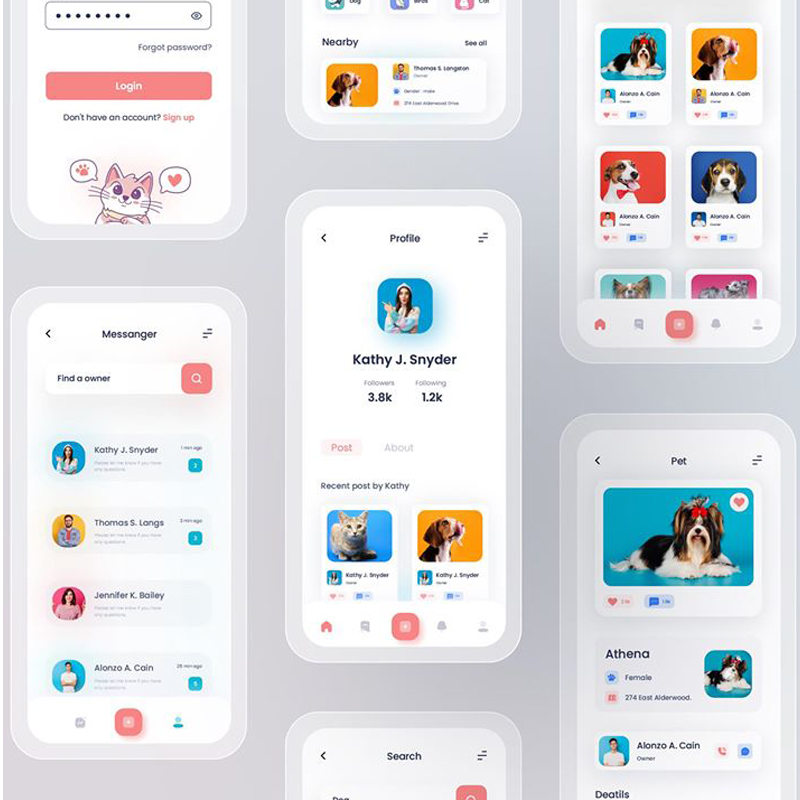 Forgot password?
Login
Don't have an account? Sign up
Messanger
Find a owner
Kathy J. Snyder
1 min ago
Please let me know if you have
any questions
2
Thomas S. Langs
3 min ago
Please let me know if you have
any questions
3
Jennifer K. Bailey
Please let me know if you have
any questions
Alonzo A. Cain
25 min ago
Please let me know if you have
any questions
5
Dog
Birds
Cat
Nearby
See all
Thomas S. Langston
Owner
Gender : male
274 East Alderwood Drive
Profile
Kathy J. Snyder
Followers
Following
3.8k
1.2k
Post
About
Recent post by Kathy
Kathy J. Snyder
Owner
Kathy J. Snyder
Owner
Search
Dog
Alonzo A. Cain
Owner
Alonzo A. Cain
Owner
Alonzo A. Cain
Owner
Alonzo A. Cain
Owner
Pet
Athena
Female
274 East Alderwood.
Alonzo A. Cain
Owner
Deatils